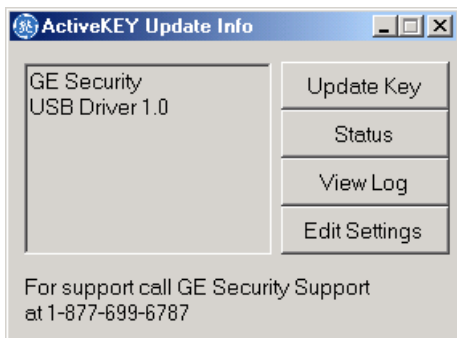 ActiveKEY Update Info
GE Security
USB Driver 1.0
Update Key
Status
View Log
Edit Settings
For support call GE Security Support
at 1-877-699-6787